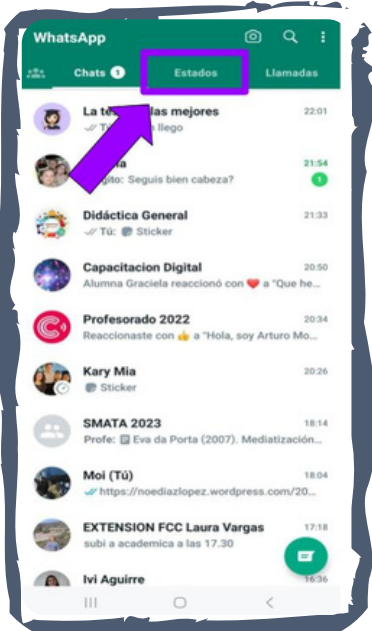 WhatsApp
Chats 1 Estados Llamadas
La te las mejores 22:01
Tú: llego
21:54
gito: Seguis bien cabeza? 1
Didáctica General 21:33
Tú: Sticker
Capacitacion Digital 20:50
Alumna Graciela reaccionó con ❤️ a "Que he...
Profesorado 2022 20:34
Reaccionaste con 👍 a "Hola, soy Arturo Mo...
Kary Mia 20:26
Sticker
SMATA 2023 18:14
Profe: Eva da Porta (2007). Mediatización...
Moi (Tú) 18:04
https://noediazlopez.wordpress.com/20...
EXTENSION FCC Laura Vargas 17:18
subi a academica a las 17.30
Ivi Aguirre 16:36